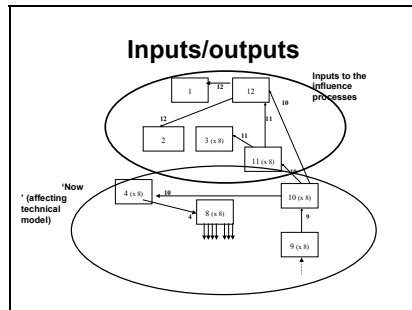 Inputs/outputs
Inputs to the
influence
processes
1
12
12
10
12
11
2
3 (x 8)
11
11 (x 8)
‘Now
’ (affecting
technical
model)
4 (x 8)
10
10 (x 8)
4
8 (x 8)
9
9 (x 8)